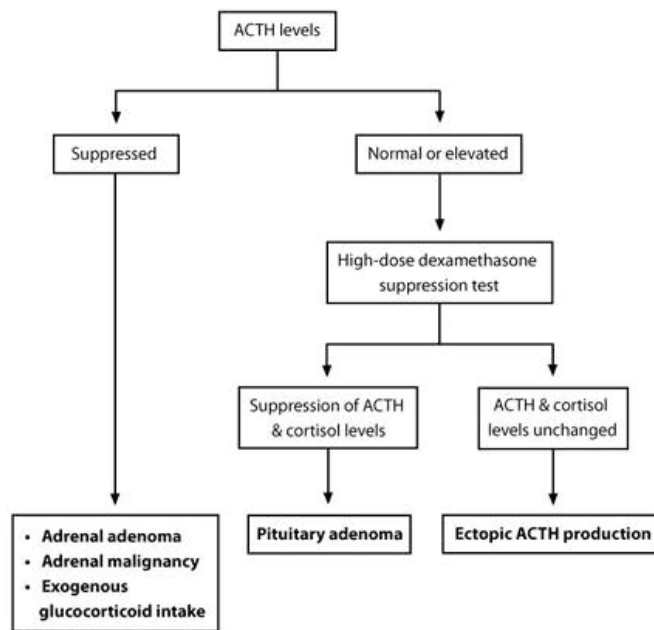 ACTH levels
Suppressed
Normal or elevated
High-dose dexamethasone
suppression test
Suppression of ACTH
& cortisol levels
ACTH & cortisol
levels unchanged
• Adrenal adenoma
• Adrenal malignancy
• Exogenous
glucocorticoid intake
Pituitary adenoma
Ectopic ACTH production